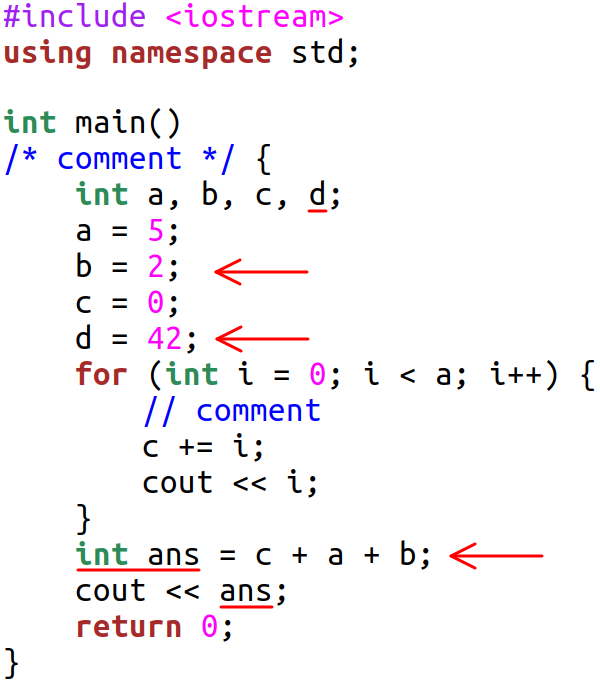 #include <iostream>
using namespace std;
int main()
/* comment */ {
int a, b, c, d;
a = 5;
b = 2;
c = 0;
d = 42;
for (int i = 0; i < a; i++) {
// comment
c += i;
cout << i;
}
int ans = c + a + b;
cout << ans;
return 0;
}